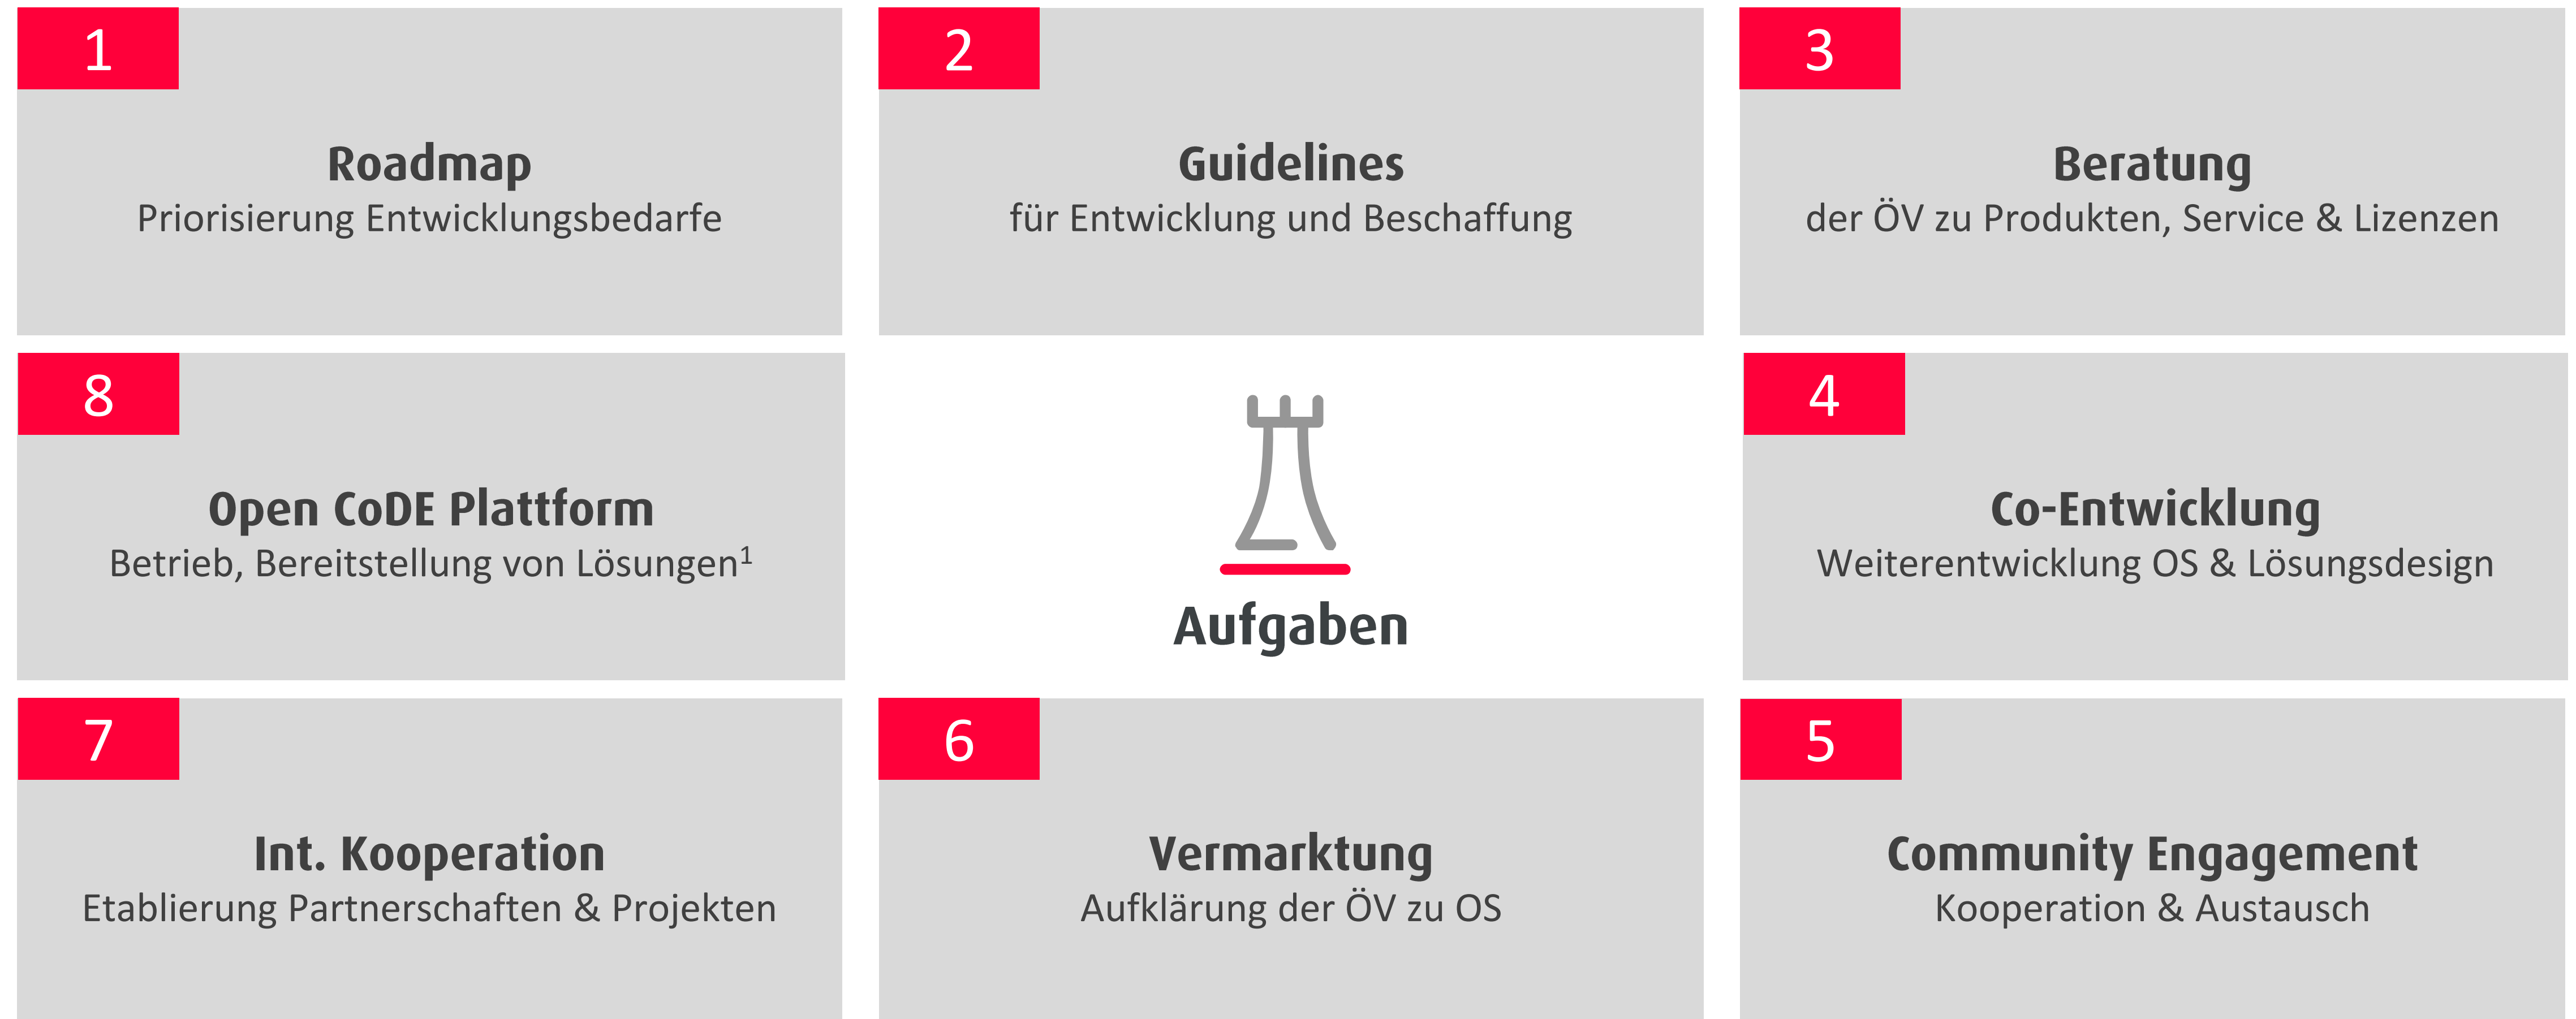 1
Roadmap
Priorisierung Entwicklungsbedarfe
2
Guidelines
für Entwicklung und Beschaffung
3
Beratung
der ÖV zu Produkten, Service & Lizenzen
8
Open CoDE Plattform
Betrieb, Bereitstellung von Lösungen¹
Aufgaben
4
Co-Entwicklung
Weiterentwicklung OS & Lösungsdesign
7
Int. Kooperation
Etablierung Partnerschaften & Projekten
6
Vermarktung
Aufklärung der ÖV zu OS
5
Community Engagement
Kooperation & Austausch